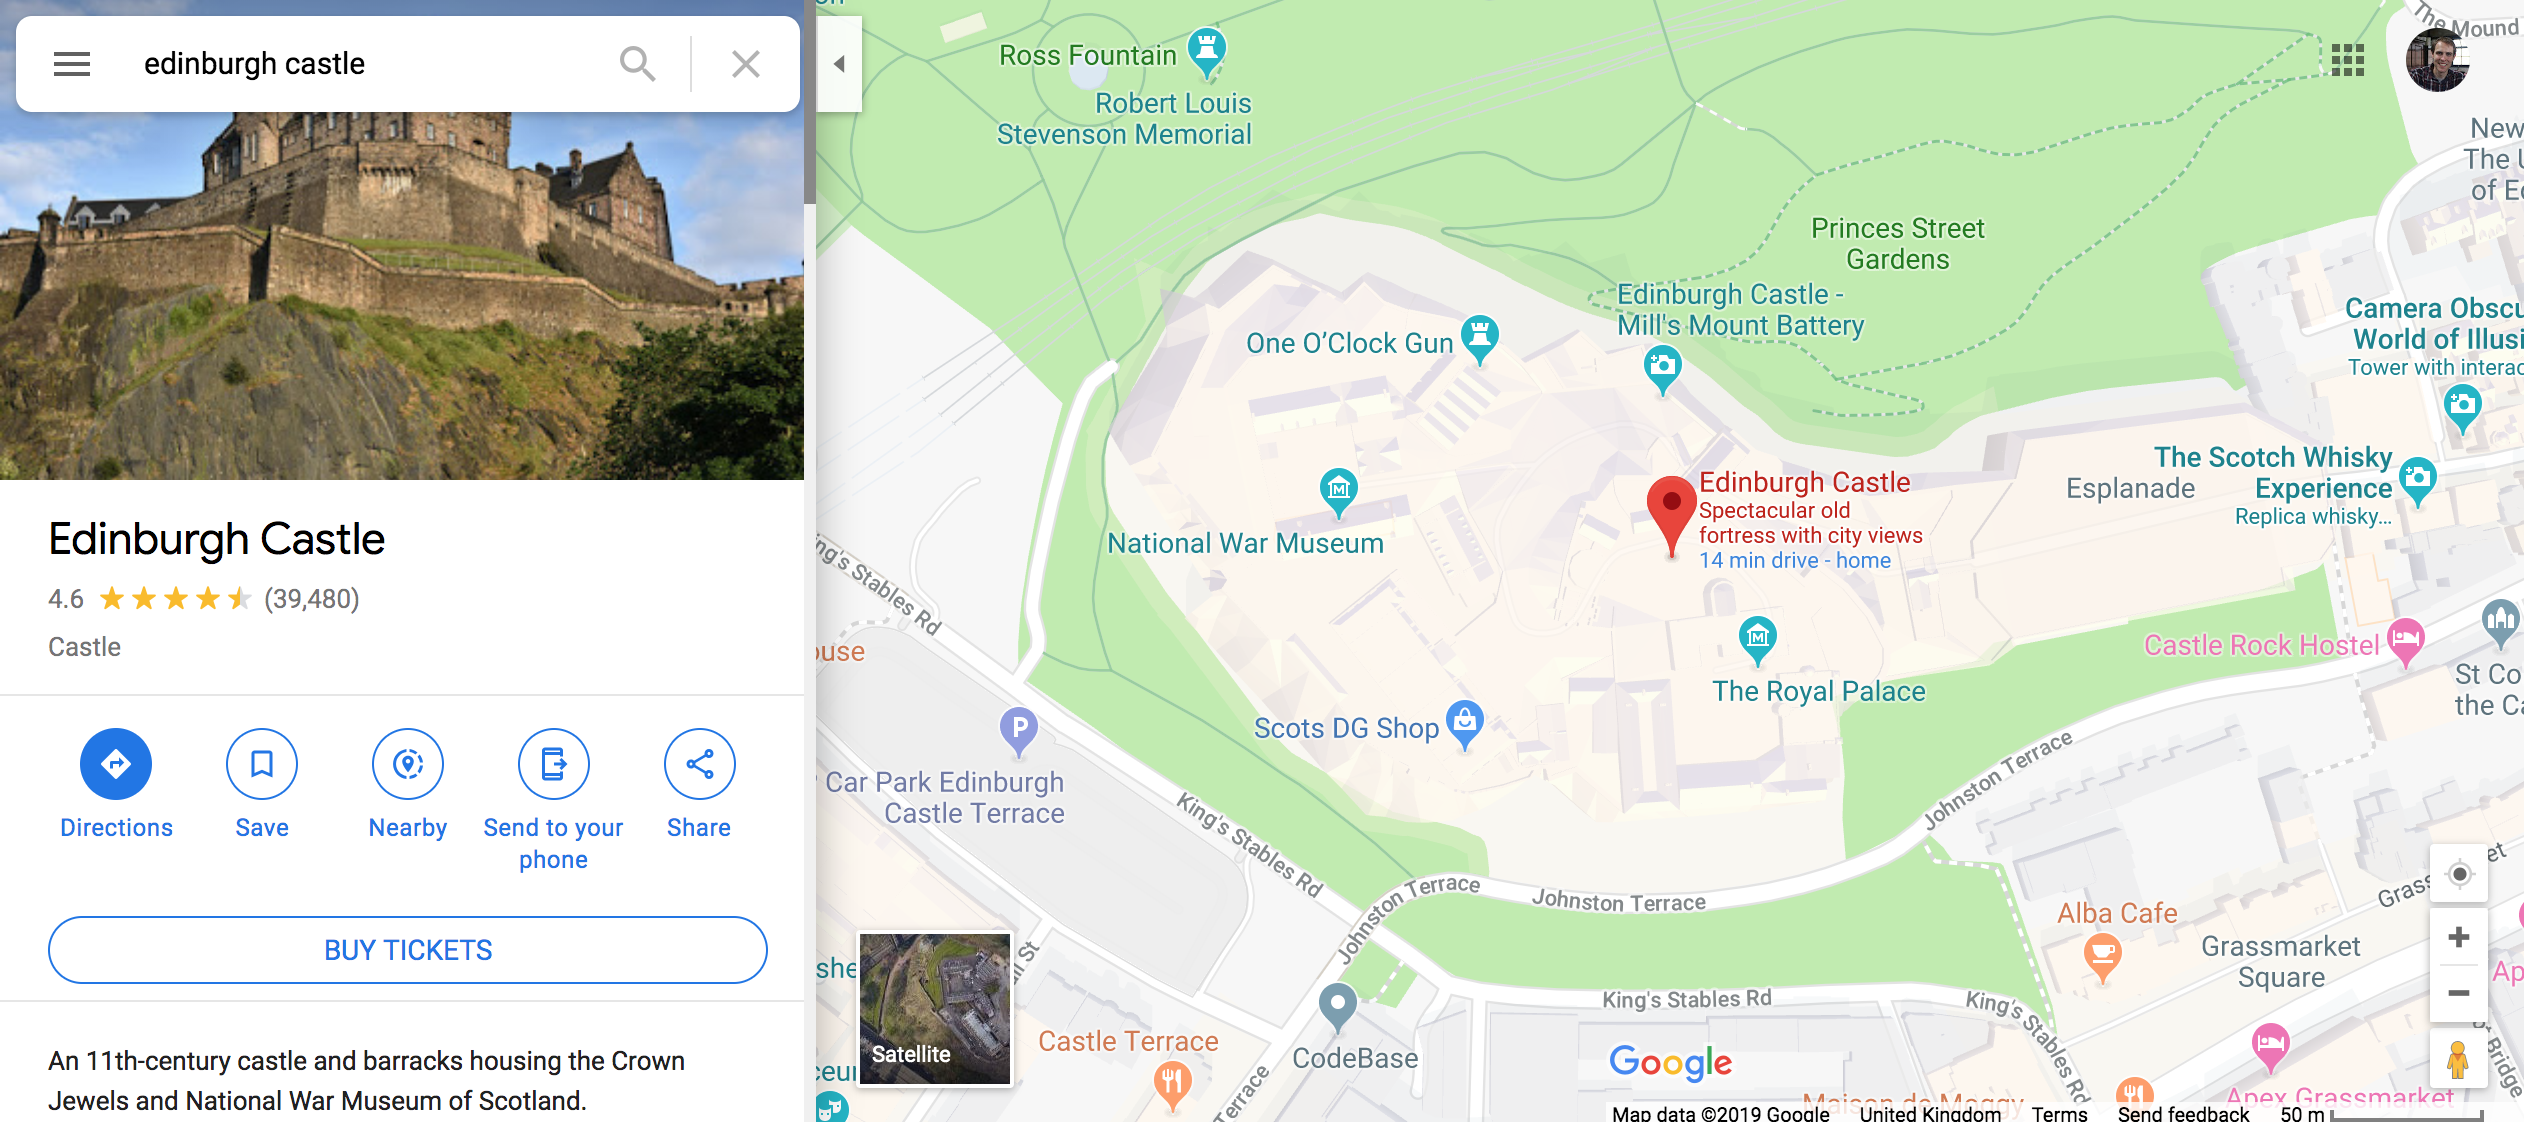 edinburgh castle
Edinburgh Castle
4.6
(39,480)
Castle
Directions
Save
Nearby
Send to your
phone
Share
BUY TICKETS
An 11th-century castle and barracks housing the Crown
Jewels and National War Museum of Scotland.
Ross Fountain
Robert Louis
Stevenson Memorial
The Mound
New
The
of
Princes Street
Gardens
Edinburgh Castle -
Mill's Mount Battery
One O'Clock Gun
Camera Obscu
World of Illusi
Tower with interac
The Scotch Whisky
Experience
Replica whisky...
Esplanade
Edinburgh Castle
Spectacular old
fortress with city views
14 min drive - home
National War Museum
ng's Stables Rd
ouse
The Royal Palace
Castle Rock Hostel
St Co
the Ca
Scots DG Shop
P
Car Park Edinburgh
Castle Terrace
King's Stables Rd
Johnston Terrace
Johnston Terrace
Johnston Terrace
Alba Cafe
Grassmarket
Square
Grass
et
Ap
she
St
King's Stables Rd
King's Stables Rd
Satellite
Castle Terrace
CodeBase
Terrace
ceu
Google
Bridge
Maison de Moggy
Apex Grassmarket
Map data ©2019 Google
United Kingdom
Terms
Send feedback
50 m